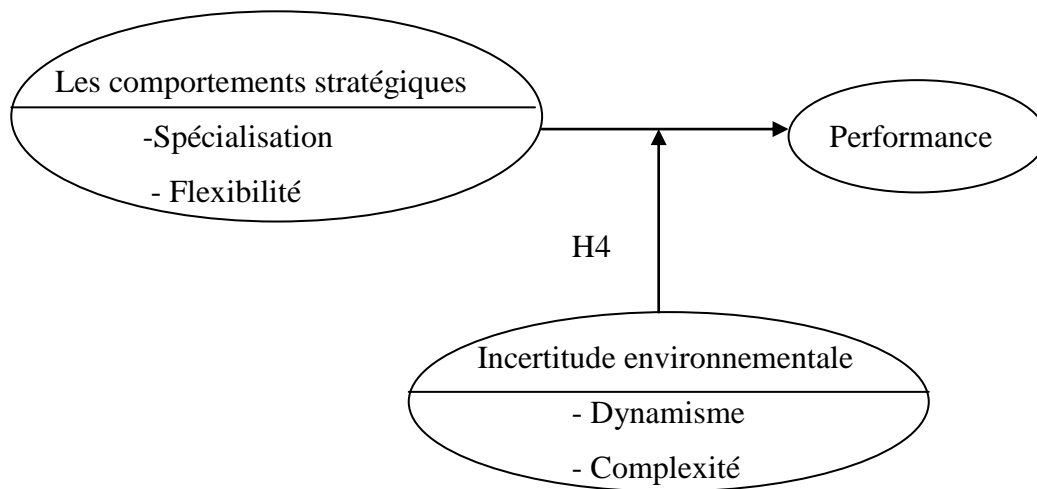 Les comportements stratégiques
-Spécialisation
- Flexibilité
Performance
H4
Incertitude environnementale
- Dynamisme
- Complexité